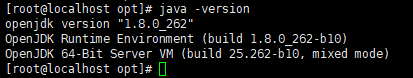 [root@localhost opt]# java -version
openjdk version "1.8.0_262"
OpenJDK Runtime Environment (build 1.8.0_262-b10)
OpenJDK 64-Bit Server VM (build 25.262-b10, mixed mode)
[root@localhost opt]#